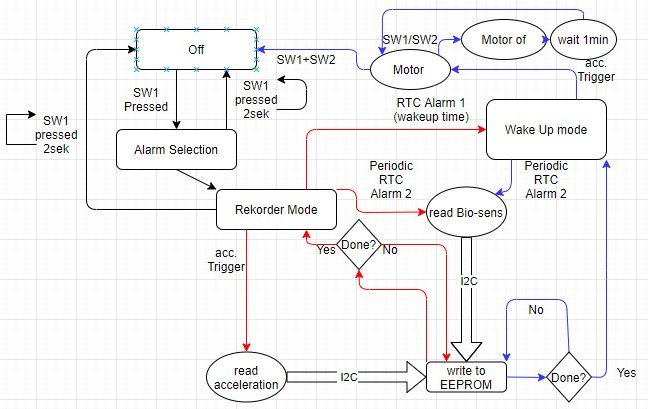 Off
SW1/SW2
Motor of
wait 1min
SW1+SW2
Motor
acc.
Trigger
SW1
Pressed
SW1
pressed
2sek
RTC Alarm 1
(wakeup time)
SW1
pressed
2sek
Alarm Selection
Wake Up mode
Periodic
RTC
Alarm 2
Periodic
RTC
Alarm 2
Rekorder Mode
read Bio-sens
acc.
Trigger
Yes
Done?
No
I2C
No
read
acceleration
I2C
write to
EEPROM
Done?
Yes